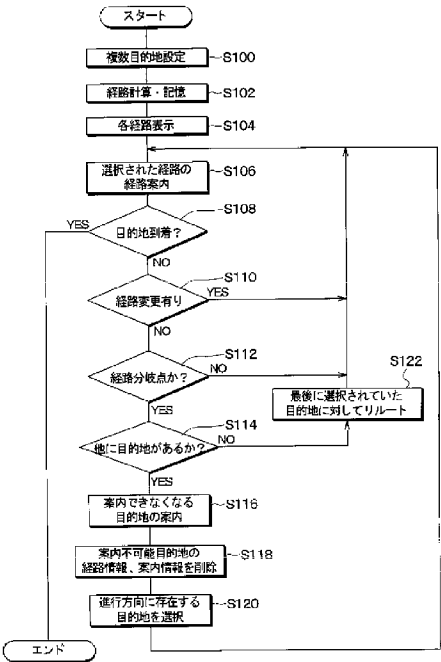 スタート
複数目的地設定
S100
経路計算・記憶
S102
各経路表示
S104
選択された経路の
経路案内
S106
目的地到着？
S108
YES
NO
経路変更有り
S110
YES
NO
経路分岐点か？
S112
NO
YES
最後に選択されていた
目的地に対してリルート
S122
他に目的地があるか？
S114
NO
YES
案内できなくなる
目的地の案内
S116
案内不可能目的地の
経路情報、案内情報を削除
S118
進行方向に存在する
目的地を選択
S120
エンド